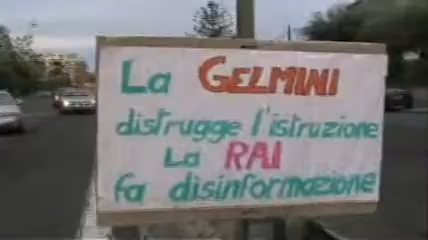 La GELMINI
distrugge l'istruzione
La RAI
fa disinformazione